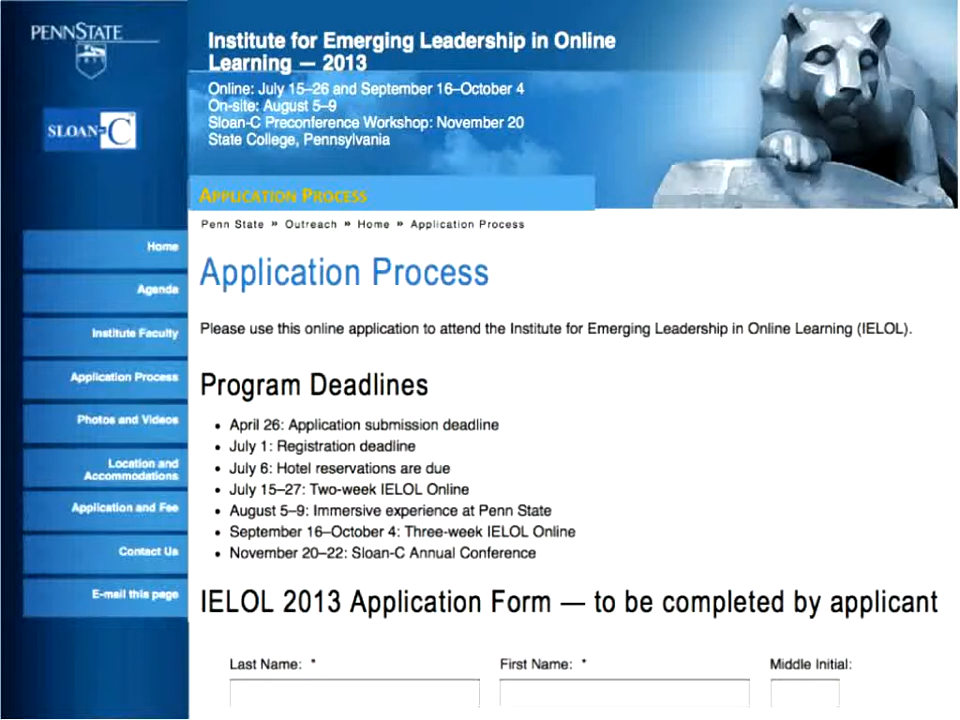 PENNSTATE
1855
SLOAN-C
Institute for Emerging Leadership in Online
Learning — 2013
Online: July 15–26 and September 16–October 4
On-site: August 5–9
Sloan-C Preconference Workshop: November 20
State College, Pennsylvania
APPLICATION PROCESS
Penn State » Outreach » Home » Application Process
Home
Agenda
Institute Faculty
Application Process
Photos and Videos
Location and
Accommodations
Application and Fee
Contact Us
E-mail this page
Application Process
Please use this online application to attend the Institute for Emerging Leadership in Online Learning (IELOL).
Program Deadlines
• April 26: Application submission deadline
• July 1: Registration deadline
• July 6: Hotel reservations are due
• July 15–27: Two-week IELOL Online
• August 5–9: Immersive experience at Penn State
• September 16–October 4: Three-week IELOL Online
• November 20–22: Sloan-C Annual Conference
IELOL 2013 Application Form — to be completed by applicant
Last Name: * First Name: * Middle Initial: